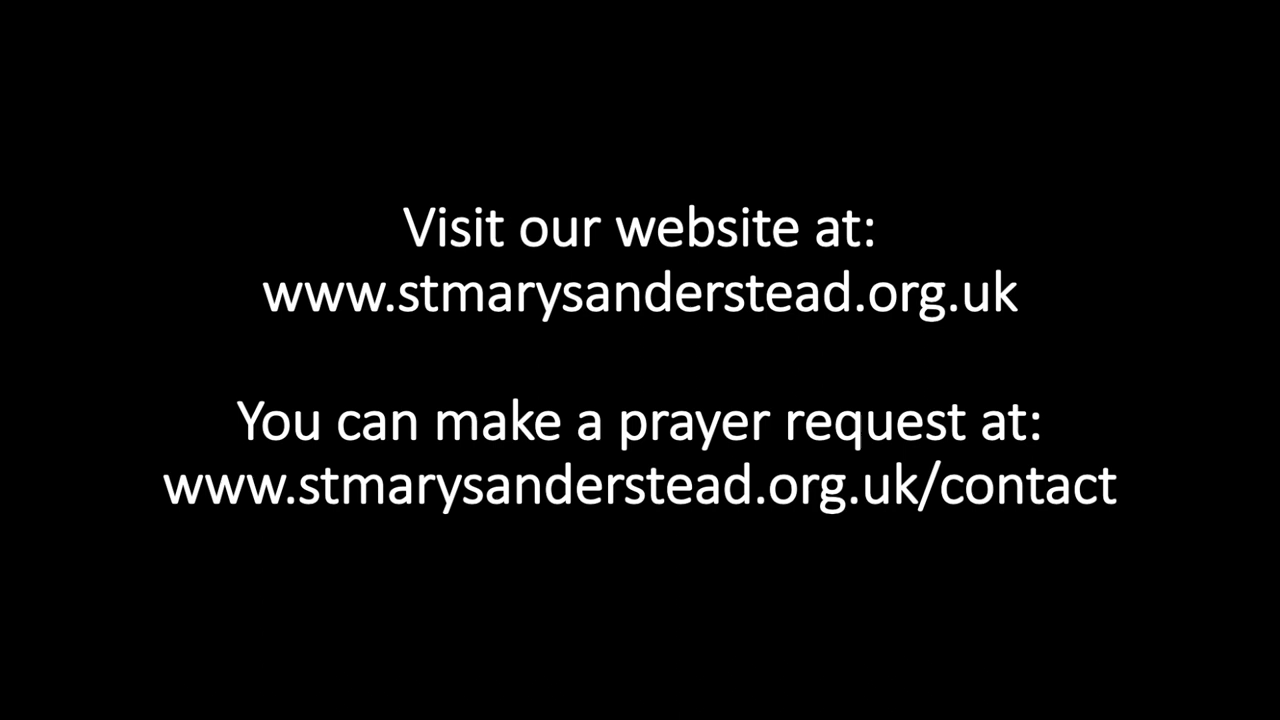 Visit our website at:
www.stmarysanderstead.org.uk
You can make a prayer request at:
www.stmarysanderstead.org.uk/contact